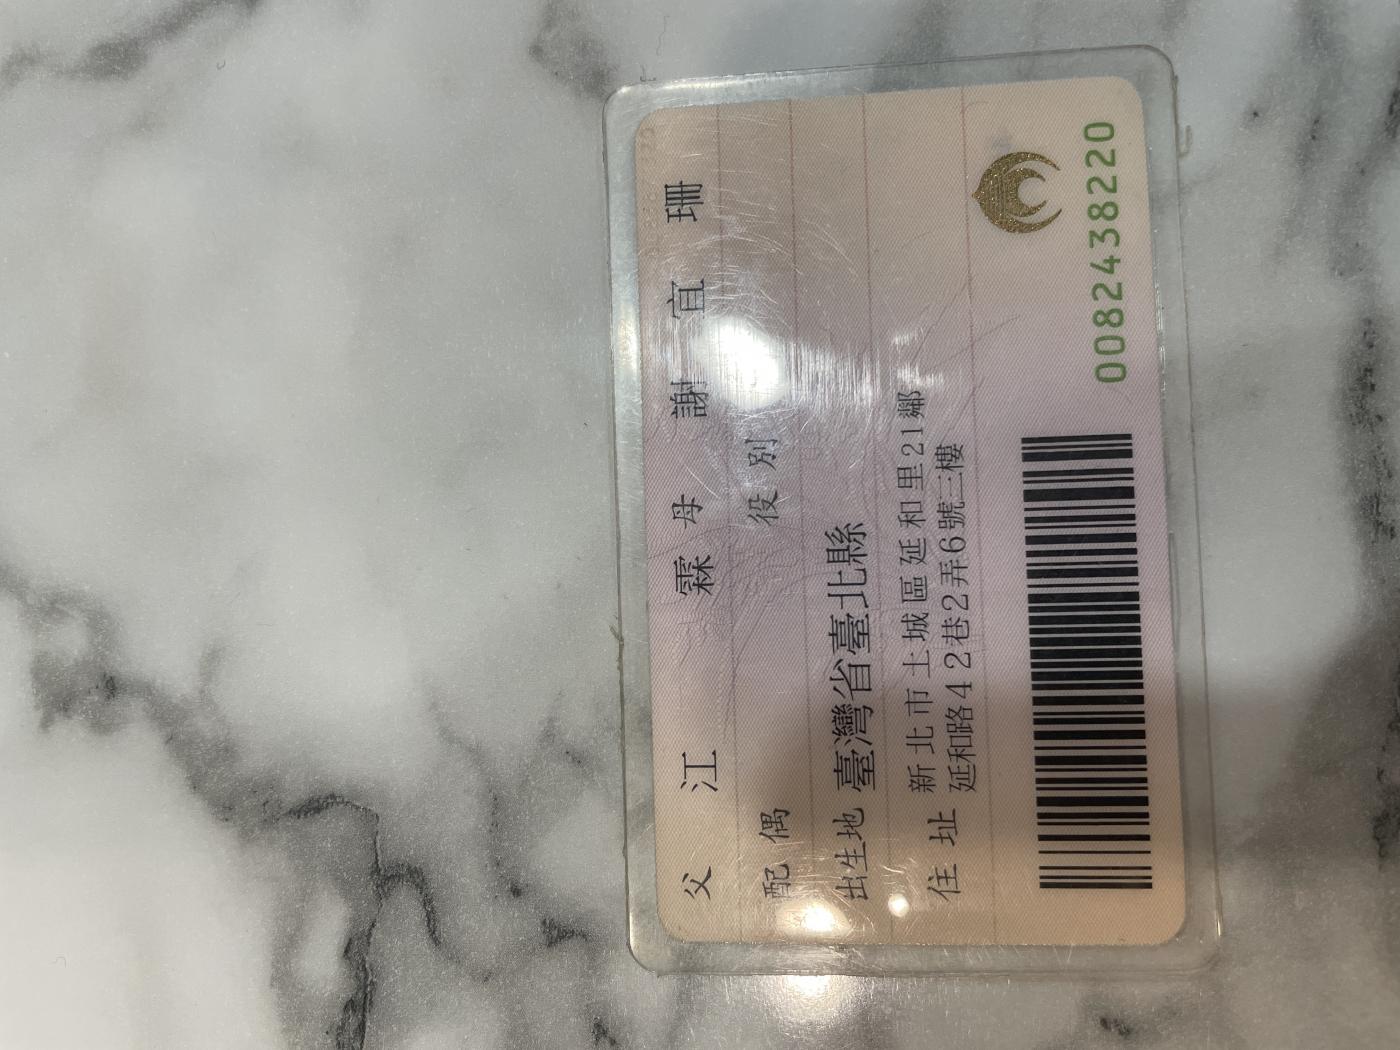 父 江 霖 母 謝 宜 珊
配偶 役別
出生地 臺灣省臺北縣
住址 新北市土城區延和里21鄰
延和路42巷2弄6號三樓
0082438220